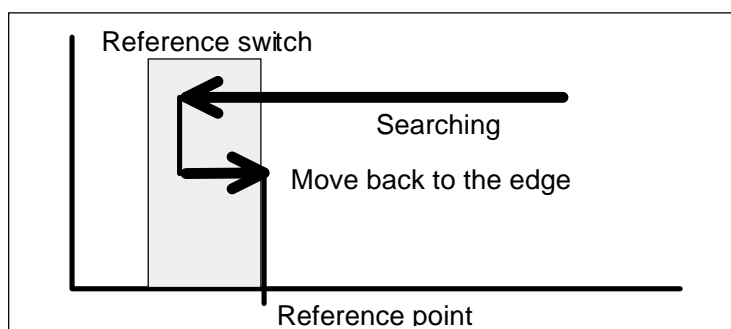 Reference switch
Searching
Move back to the edge
Reference point